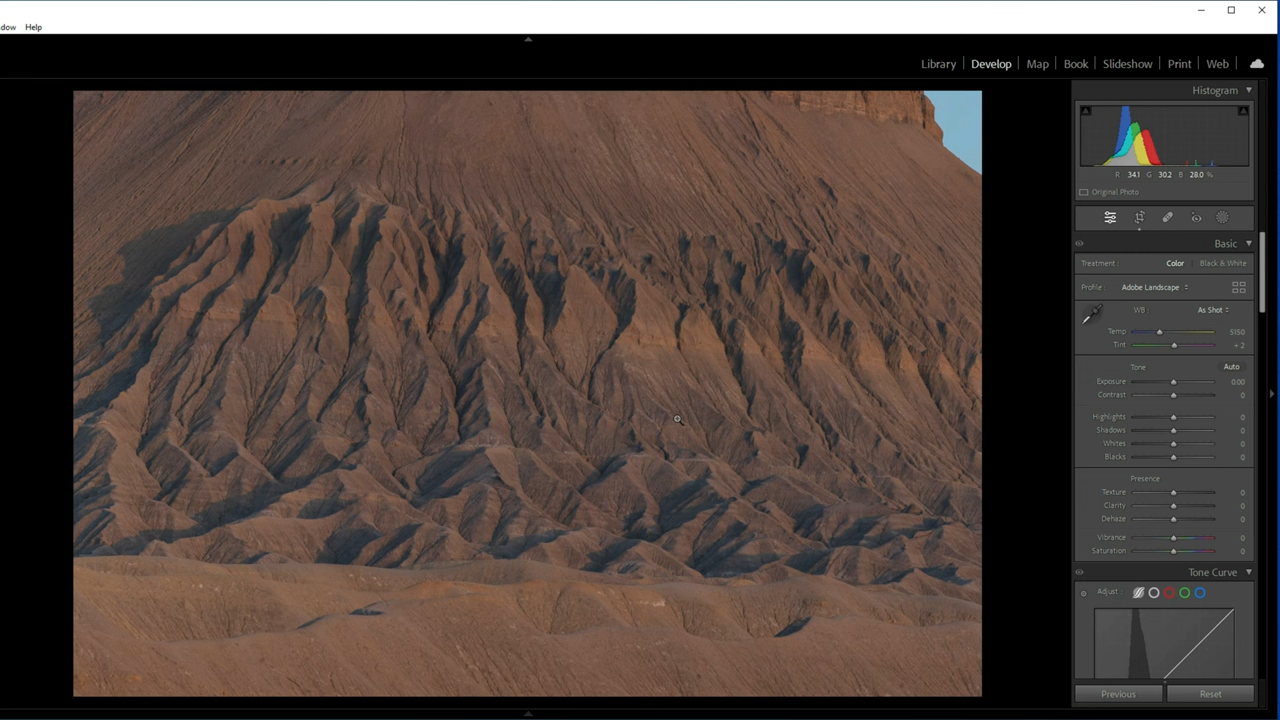 dow Help
Library Develop Map Book Slideshow Print Web
Histogram
R 34.1 G 30.2 B 28.0 %
Original Photo
Basic
Treatment: Color Black & White
Profile: Adobe Landscape
WB: As Shot
Temp 5150
Tint + 2
Tone Auto
Exposure 0.00
Contrast 0
Highlights 0
Shadows 0
Whites 0
Blacks 0
Presence
Texture 0
Clarity 0
Dehaze 0
Vibrance 0
Saturation 0
Tone Curve
Adjust:
Previous Reset